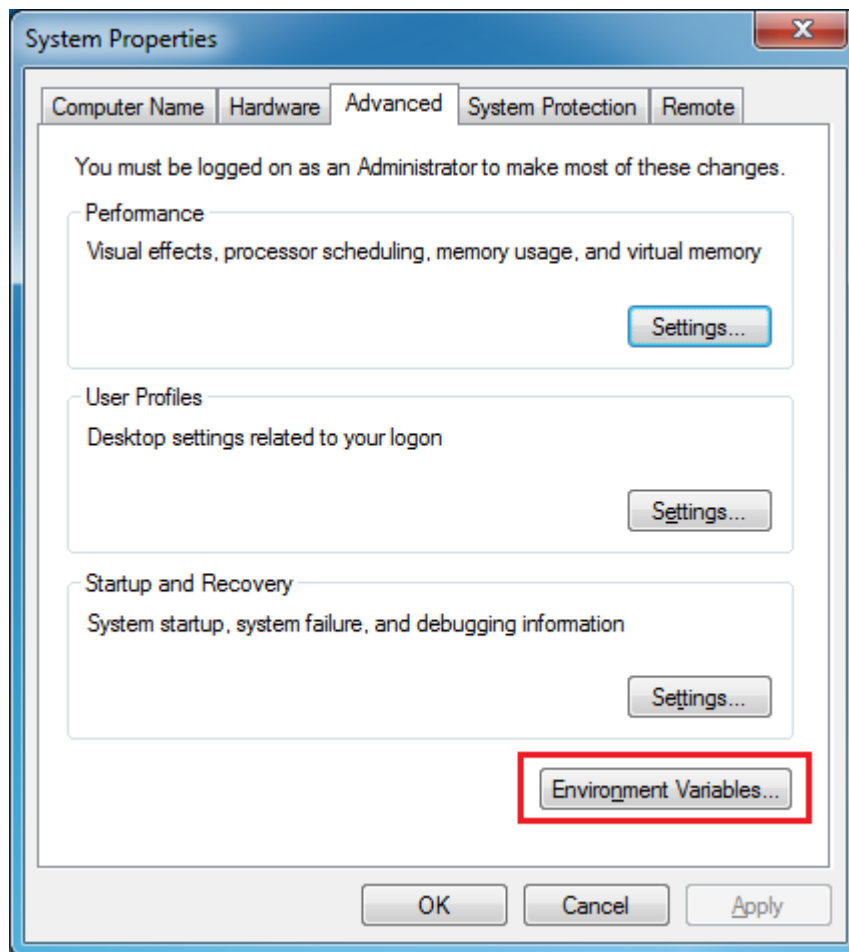 System Properties
Computer Name Hardware Advanced System Protection Remote
You must be logged on as an Administrator to make most of these changes.
Performance
Visual effects, processor scheduling, memory usage, and virtual memory
Settings...
User Profiles
Desktop settings related to your logon
Settings...
Startup and Recovery
System startup, system failure, and debugging information
Settings...
Environment Variables...
OK Cancel Apply